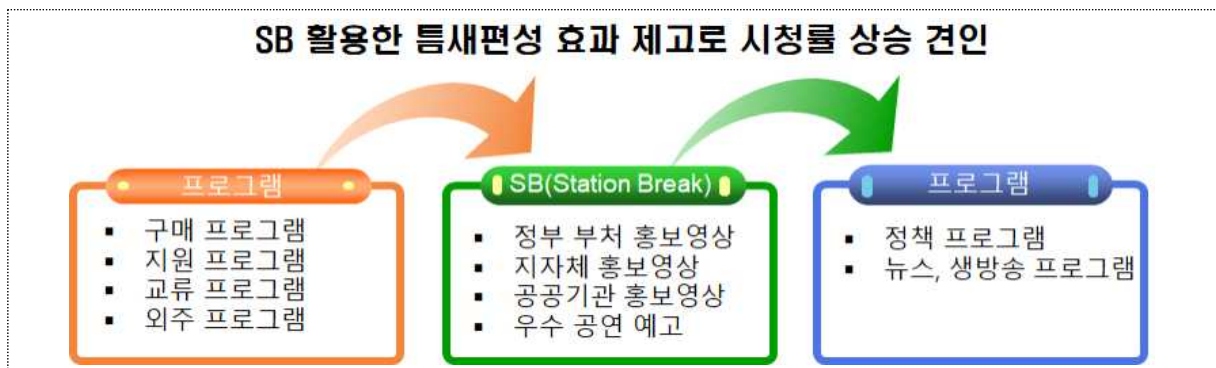 SB 활용한 틈새편성 효과 제고로 시청률 상승 견인
프로그램
▪ 구매 프로그램
▪ 지원 프로그램
▪ 교류 프로그램
▪ 외주 프로그램
SB(Station Break)
▪ 정부 부처 홍보영상
▪ 지자체 홍보영상
▪ 공공기관 홍보영상
▪ 우수 공연 예고
프로그램
▪ 정책 프로그램
▪ 뉴스, 생방송 프로그램